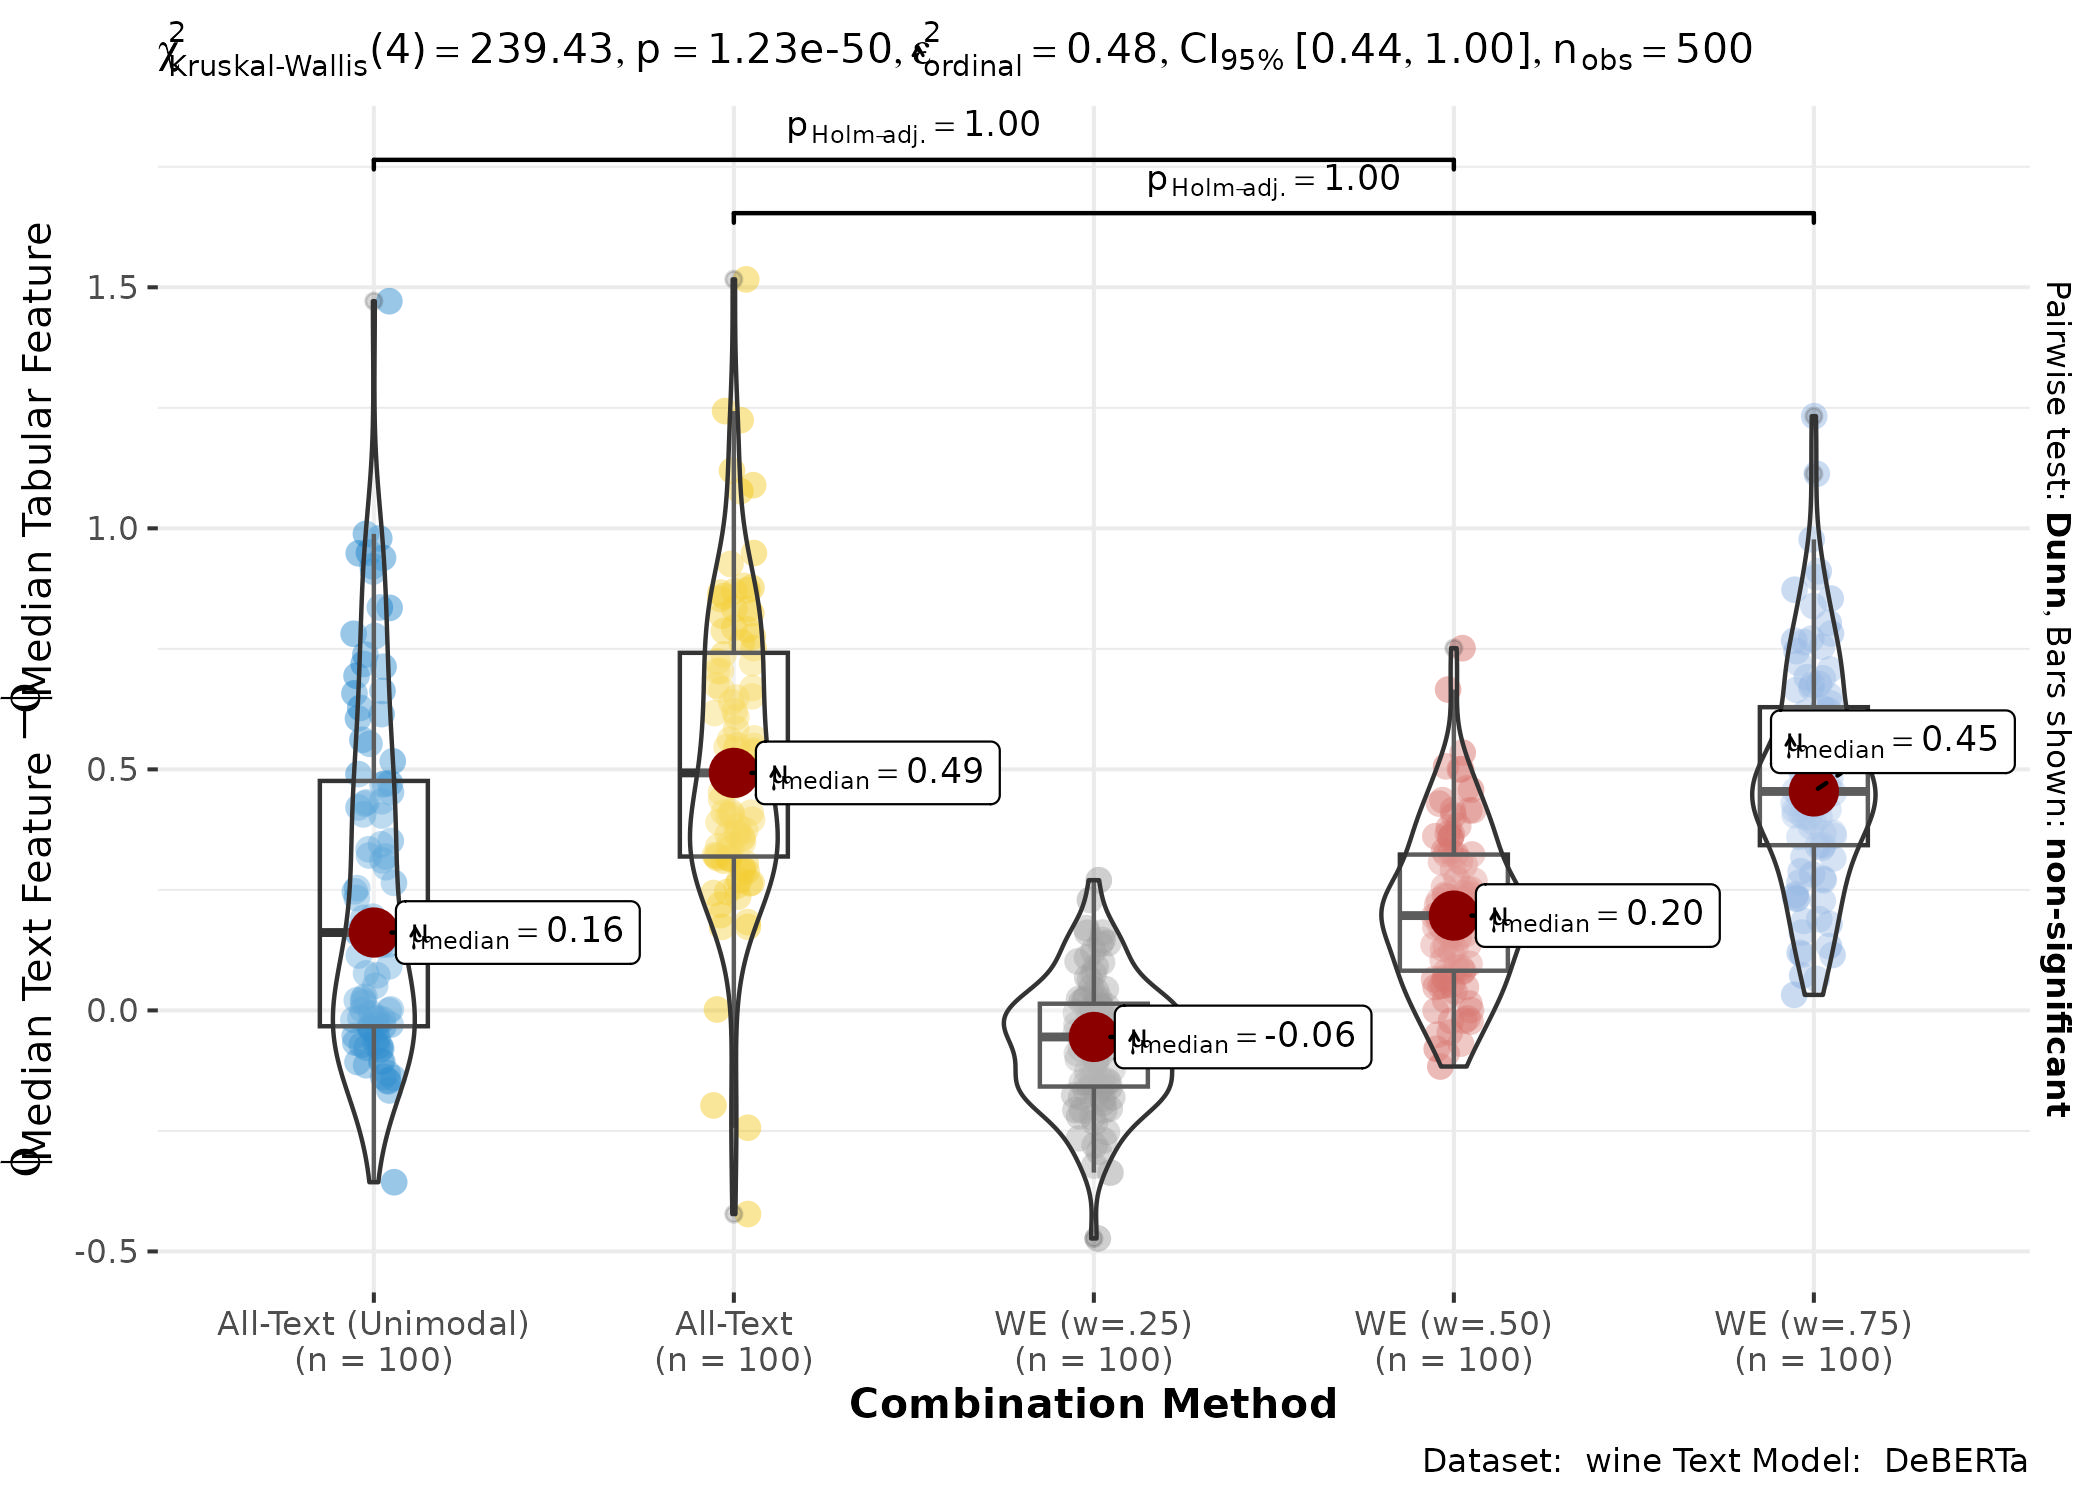 χ²Kruskal-Wallis(4) = 239.43, p = 1.23e-50, ε̂²ordinal = 0.48, CI95% [0.44, 1.00], nobs = 500
pHolm-adj. = 1.00
pHolm-adj. = 1.00
ϕMedian Text Feature − ϕMedian Tabular Feature
1.5
1.0
0.5
0.0
-0.5
μ̂median = 0.16
μ̂median = 0.49
μ̂median = -0.06
μ̂median = 0.20
μ̂median = 0.45
Pairwise test: Dunn, Bars shown: non-significant
All-Text (Unimodal)
(n = 100)
All-Text
(n = 100)
WE (w=.25)
(n = 100)
WE (w=.50)
(n = 100)
WE (w=.75)
(n = 100)
Combination Method
Dataset: wine Text Model: DeBERTa